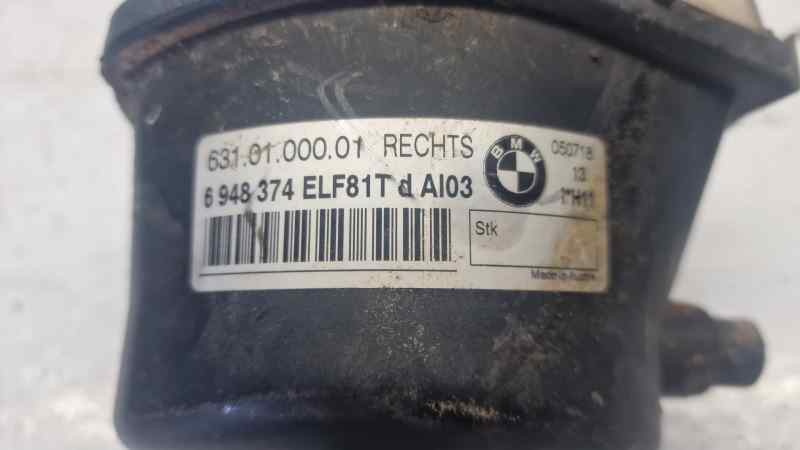 631.01.000.01 RECHTS
6 948 374 ELF81T d AI03
BMW
050718
13
Stk
Made in Austria